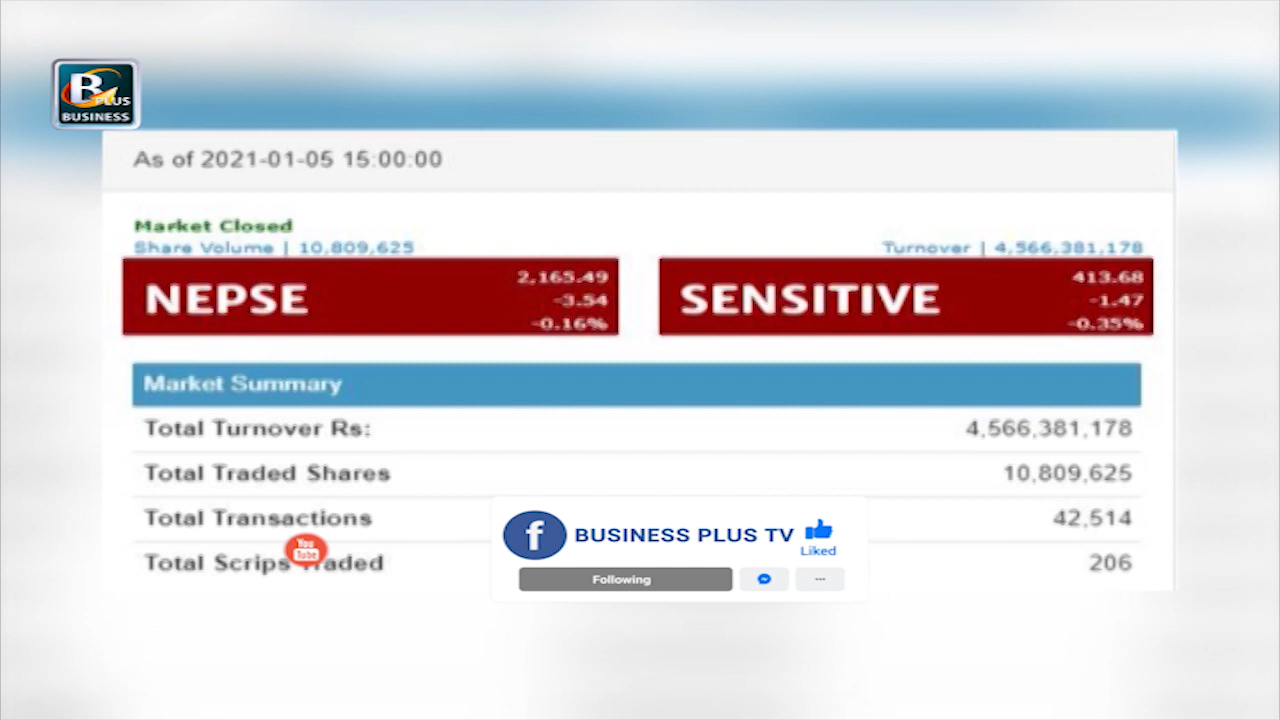 B
PLUS
BUSINESS
As of 2021-01-05 15:00:00
Market Closed
Share Volume | 10,809,625
Turnover | 4,566,381,178
NEPSE
2,165.49
-3.54
-0.16%
SENSITIVE
413.68
-1.47
-0.35%
Market Summary
Total Turnover Rs: 4,566,381,178
Total Traded Shares 10,809,625
Total Transactions 42,514
Total Scrips Traded 206
You
Tube
f BUSINESS PLUS TV
Liked
Following